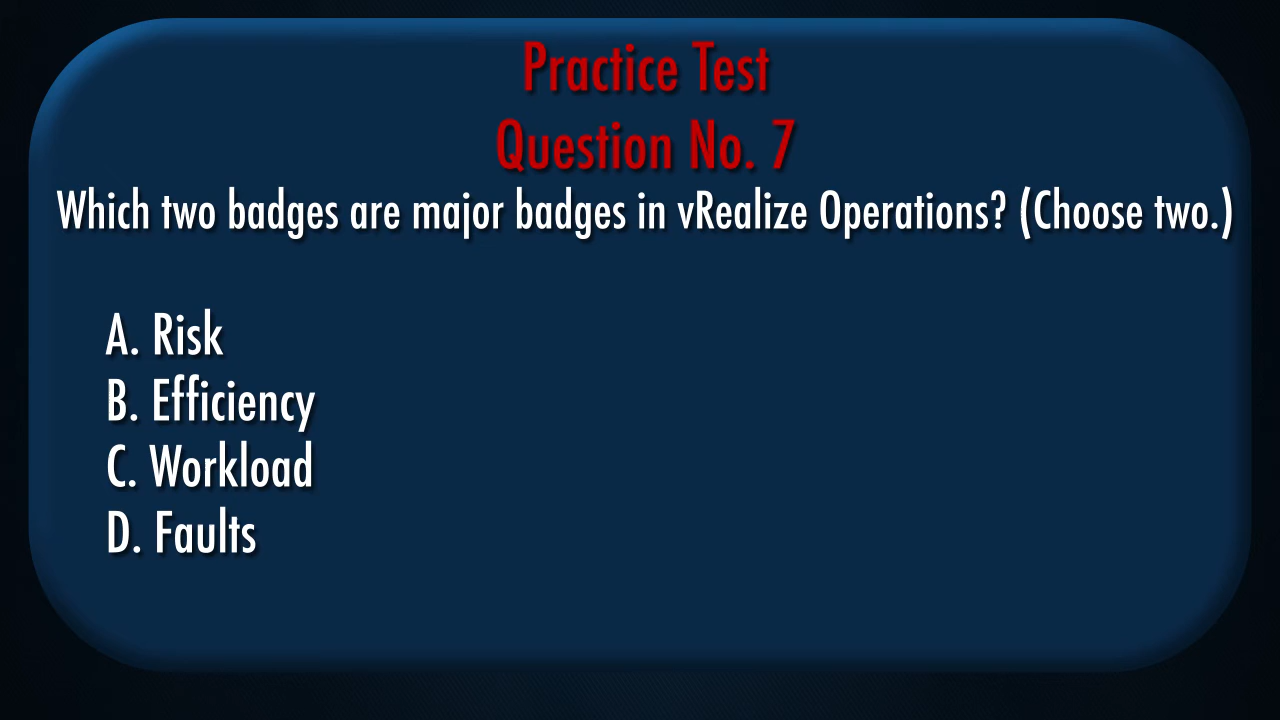 Practice Test
Question No. 7
Which two badges are major badges in vRealize Operations? (Choose two.)
A. Risk
B. Efficiency
C. Workload
D. Faults